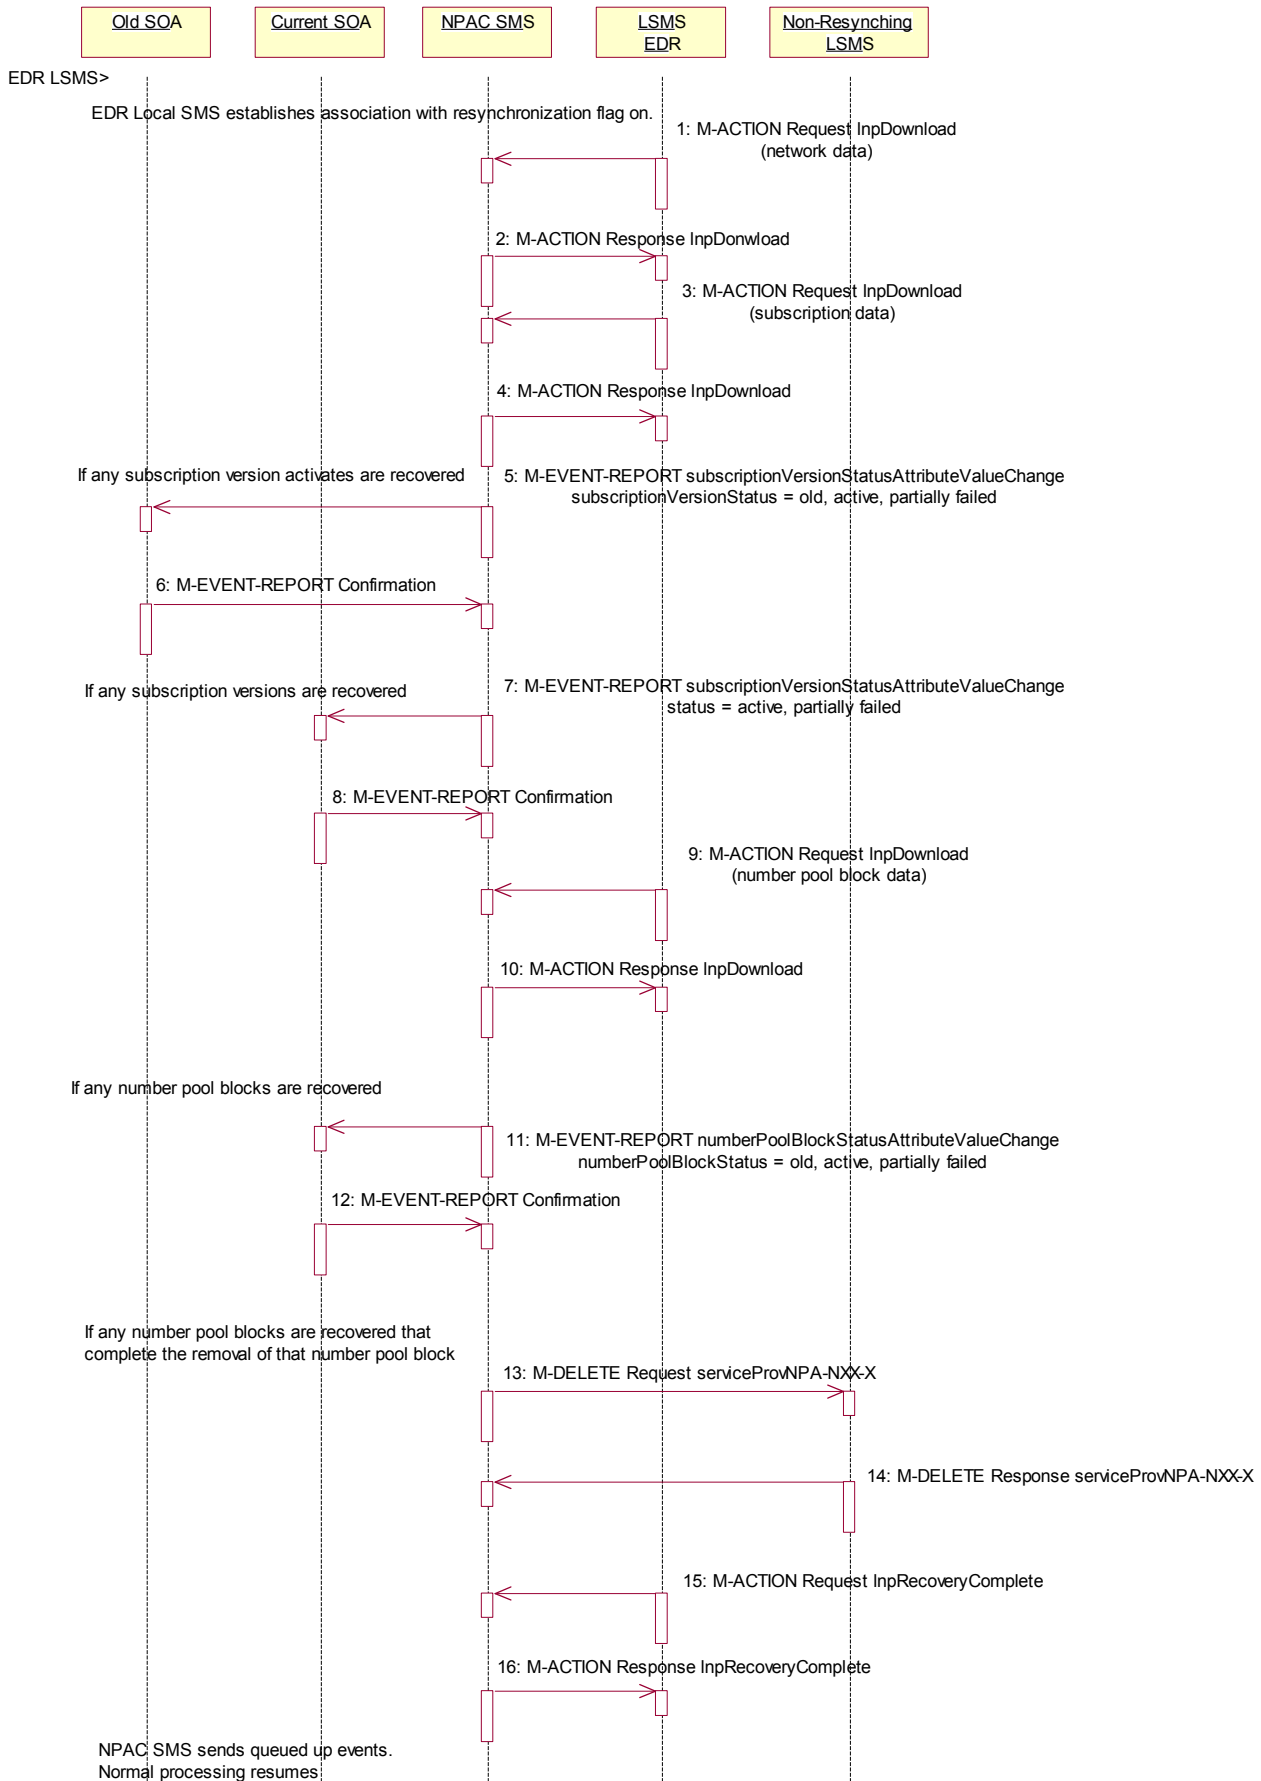 Old SOA
Current SOA
NPAC SMS
LSMS
EDR
Non-Resynching
LSMS
EDR LSMS>
EDR Local SMS establishes association with resynchronization flag on.
1: M-ACTION Request lnpDownload
(network data)
2: M-ACTION Response lnpDonwload
3: M-ACTION Request lnpDownload
(subscription data)
4: M-ACTION Response lnpDownload
If any subscription version activates are recovered
5: M-EVENT-REPORT subscriptionVersionStatusAttributeValueChange
subscriptionVersionStatus = old, active, partially failed
6: M-EVENT-REPORT Confirmation
If any subscription versions are recovered
7: M-EVENT-REPORT subscriptionVersionStatusAttributeValueChange
status = active, partially failed
8: M-EVENT-REPORT Confirmation
9: M-ACTION Request lnpDownload
(number pool block data)
10: M-ACTION Response lnpDownload
If any number pool blocks are recovered
11: M-EVENT-REPORT numberPoolBlockStatusAttributeValueChange
numberPoolBlockStatus = old, active, partially failed
12: M-EVENT-REPORT Confirmation
If any number pool blocks are recovered that
complete the removal of that number pool block
13: M-DELETE Request serviceProvNPA-NXX-X
14: M-DELETE Response serviceProvNPA-NXX-X
15: M-ACTION Request lnpRecoveryComplete
16: M-ACTION Response lnpRecoveryComplete
NPAC SMS sends queued up events.
Normal processing resumes